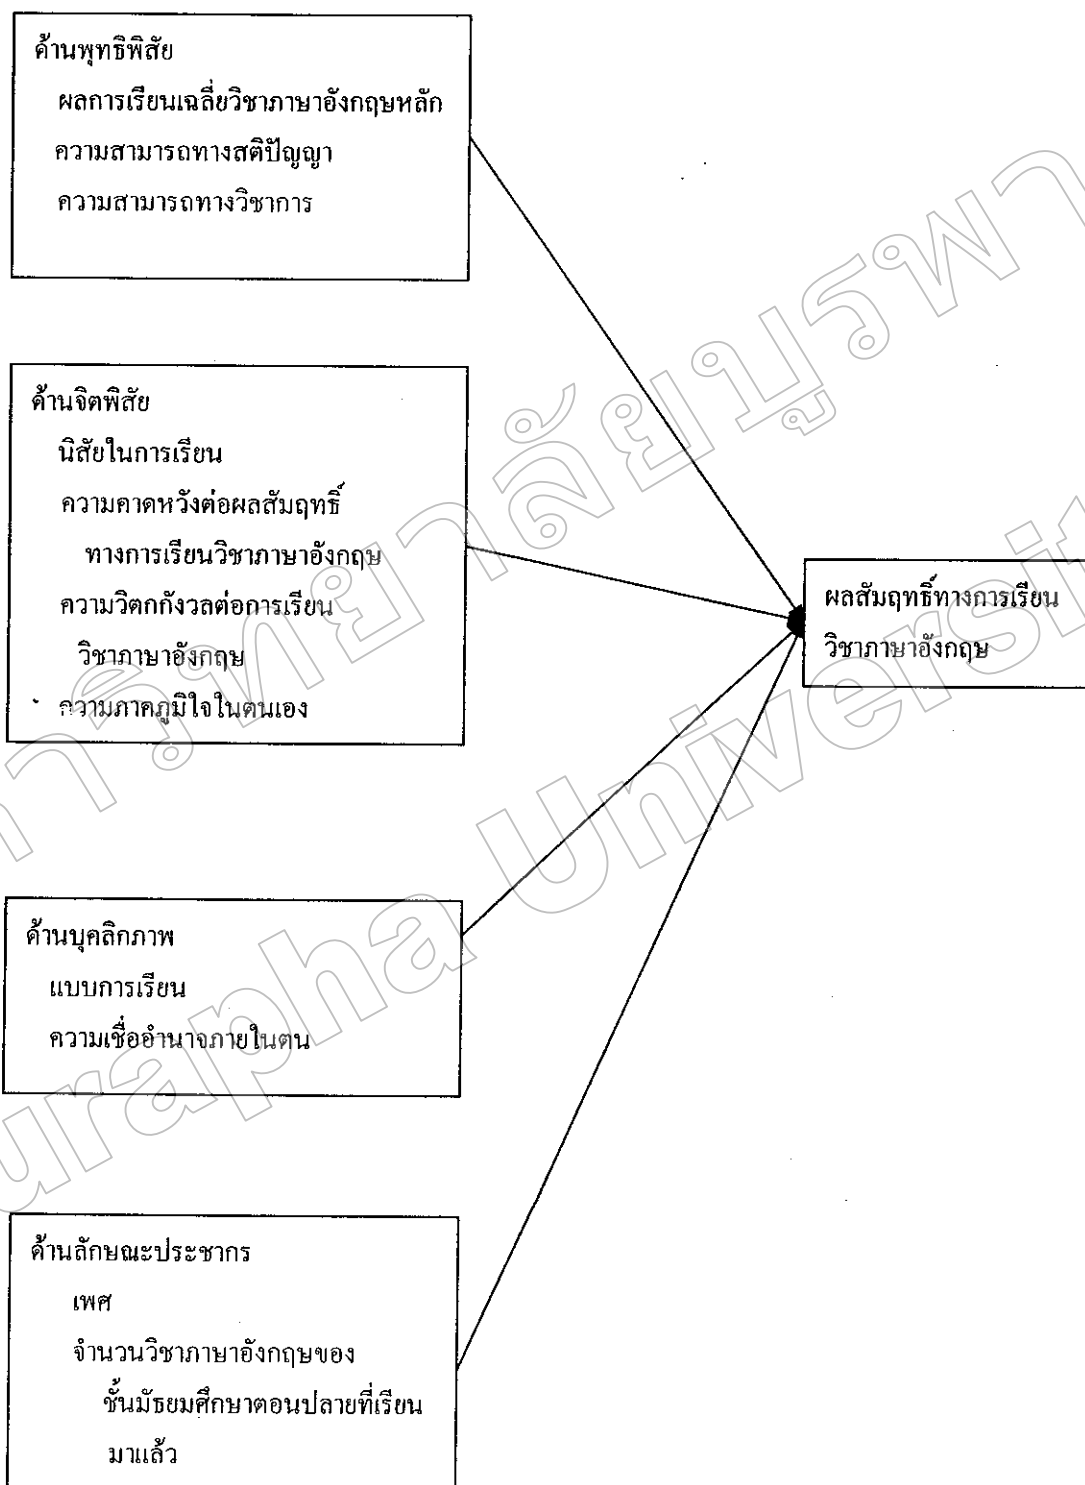 ด้านพุทธิพิสัย
ผลการเรียนเฉลี่ยวิชาภาษาอังกฤษหลัก
ความสามารถทางสติปัญญา
ความสามารถทางวิชาการ
ด้านจิตพิสัย
นิสัยในการเรียน
ความคาดหวังต่อผลสัมฤทธิ์
ทางการเรียนวิชาภาษาอังกฤษ
ความวิตกกังวลต่อการเรียน
วิชาภาษาอังกฤษ
ความภาคภูมิใจในตนเอง
ผลสัมฤทธิ์ทางการเรียน
วิชาภาษาอังกฤษ
ด้านบุคลิกภาพ
แบบการเรียน
ความเชื่ออำนาจภายในตน
ด้านลักษณะประชากร
เพศ
จำนวนวิชาภาษาอังกฤษของ
ชั้นมัธยมศึกษาตอนปลายที่เรียน
มาแล้ว